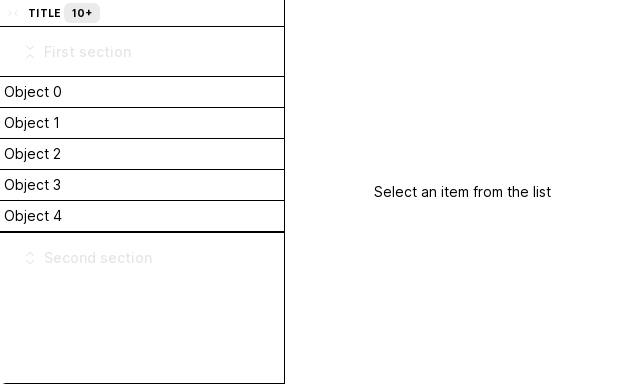 TITLE 10+
First section
Object 0
Object 1
Object 2
Object 3
Object 4
Second section
Select an item from the list